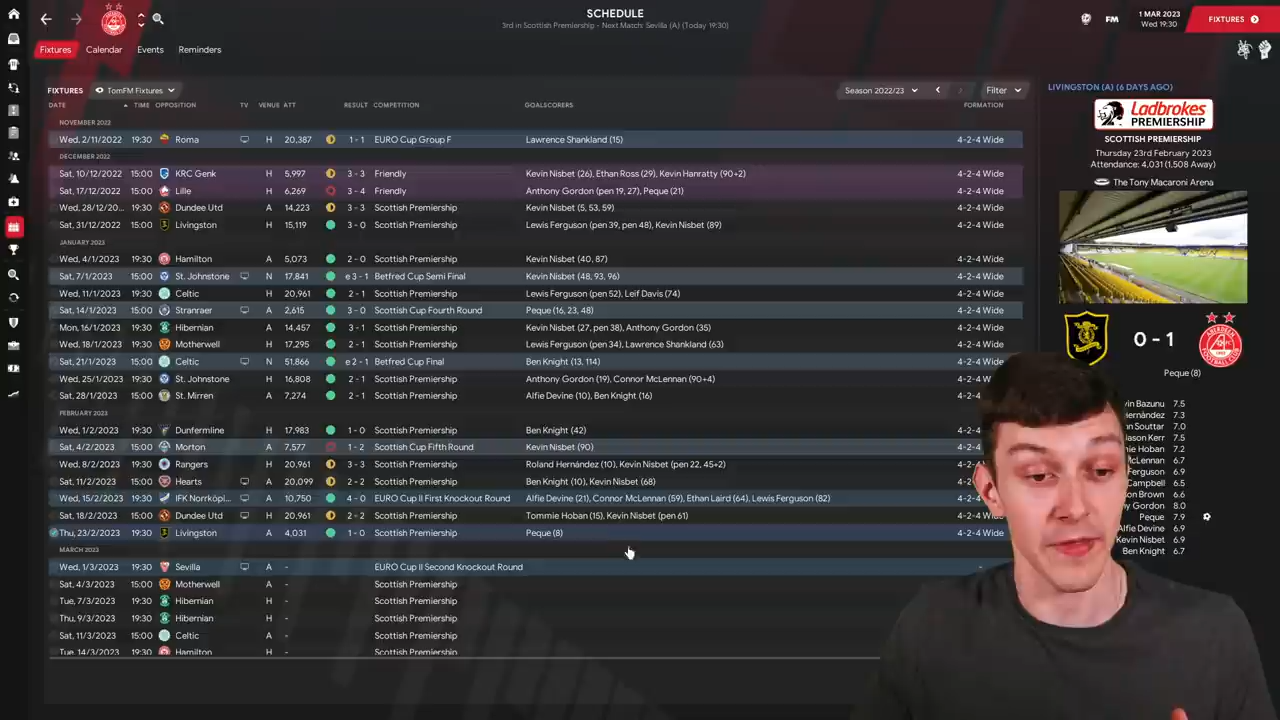 SCHEDULE
3rd in Scottish Premiership - Next Match: Sevilla (A) (Today 19:30)
FM
1 MAR 2023
Wed 19:30
FIXTURES
Fixtures Calendar Events Reminders
FIXTURES TomFM Fixtures Season 2022/23 Filter
DATE TIME OPPOSITION TV VENUE ATT RESULT COMPETITION GOALSCORERS FORMATION
NOVEMBER 2022
Wed, 2/11/2022 19:30 Roma H 20,387 1-1 EURO Cup Group F Lawrence Shankland (15) 4-2-4 Wide
DECEMBER 2022
Sat, 10/12/2022 15:00 KRC Genk H 5,997 3-3 Friendly Kevin Nisbet (26), Ethan Ross (29), Kevin Hanratty (90+2) 4-2-4 Wide
Sat, 17/12/2022 15:00 Lille H 6,269 3-4 Friendly Anthony Gordon (pen 19, 27), Peque (21) 4-2-4 Wide
Wed, 28/12/20... 19:30 Dundee Utd A 14,223 3-3 Scottish Premiership Kevin Nisbet (5, 53, 59) 4-2-4 Wide
Sat, 31/12/2022 15:00 Livingston H 15,119 3-0 Scottish Premiership Lewis Ferguson (pen 39, pen 48), Kevin Nisbet (89) 4-2-4 Wide
JANUARY 2023
Wed, 4/1/2023 19:30 Hamilton A 5,073 2-0 Scottish Premiership Kevin Nisbet (40, 87) 4-2-4 Wide
Sat, 7/1/2023 15:00 St. Johnstone N 17,841 e 3-1 Betfred Cup Semi Final Kevin Nisbet (48, 93, 96) 4-2-4 Wide
Wed, 11/1/2023 19:30 Celtic H 20,961 2-1 Scottish Premiership Lewis Ferguson (pen 52), Leif Davis (74) 4-2-4 Wide
Sat, 14/1/2023 15:00 Stranraer A 2,615 3-0 Scottish Cup Fourth Round Peque (16, 23, 48) 4-2-4 Wide
Mon, 16/1/2023 19:30 Hibernian A 14,457 3-1 Scottish Premiership Kevin Nisbet (27, pen 38), Anthony Gordon (35) 4-2-4 Wide
Wed, 18/1/2023 19:30 Motherwell H 17,295 2-1 Scottish Premiership Lewis Ferguson (pen 34), Lawrence Shankland (63) 4-2-4 Wide
Sat, 21/1/2023 15:00 Celtic N 51,866 e 2-1 Betfred Cup Final Ben Knight (13, 114) 4-2-4 Wide
Wed, 25/1/2023 19:30 St. Johnstone H 16,808 2-1 Scottish Premiership Anthony Gordon (19), Connor McLennan (90+4) 4-2-4
Sat, 28/1/2023 15:00 St. Mirren A 7,274 2-1 Scottish Premiership Alfie Devine (10), Ben Knight (16) 4-2-4
FEBRUARY 2023
Wed, 1/2/2023 19:30 Dunfermline H 17,983 1-0 Scottish Premiership Ben Knight (42) 4-2-4
Sat, 4/2/2023 15:00 Morton A 7,577 1-2 Scottish Cup Fifth Round Kevin Nisbet (90) 4-2-4
Wed, 8/2/2023 19:30 Rangers H 20,961 3-3 Scottish Premiership Roland Hernández (10), Kevin Nisbet (pen 22, 45+2) 4-2-4
Sat, 11/2/2023 15:00 Hearts A 20,099 2-2 Scottish Premiership Ben Knight (10), Kevin Nisbet (68) 4-2-4
Wed, 15/2/2023 19:30 IFK Norrköpi... A 10,750 4-0 EURO Cup II First Knockout Round Alfie Devine (21), Connor McLennan (59), Ethan Laird (64), Lewis Ferguson (82) 4-2-4
Sat, 18/2/2023 15:00 Dundee Utd H 20,961 2-2 Scottish Premiership Tommie Hoban (15), Kevin Nisbet (pen 61) 4-2-4
Thu, 23/2/2023 19:30 Livingston A 4,031 1-0 Scottish Premiership Peque (8) 4-2-4 Wide
MARCH 2023
Wed, 1/3/2023 19:30 Sevilla A - EURO Cup II Second Knockout Round -
Sat, 4/3/2023 15:00 Motherwell A - Scottish Premiership
Tue, 7/3/2023 19:30 Hibernian H - Scottish Premiership
Thu, 9/3/2023 19:30 Hibernian H - Scottish Premiership
Sat, 11/3/2023 15:00 Celtic A - Scottish Premiership
Tue, 14/3/2023 19:30 Hamilton H - Scottish Premiership
LIVINGSTON (A) (6 DAYS AGO)
Ladbrokes
PREMIERSHIP
SCOTTISH PREMIERSHIP
Thursday 23rd February 2023
Attendance: 4,031 (1,508 Away)
The Tony Macaroni Arena
0 - 1
Peque (8)
Bazunu 7.5
7.3
Souttar 7.0
Kerr 7.5
Hoban 7.2
6.7
Ferguson 6.9
Campbell 6.5
Brown 6.6
Gordon 8.0
Peque 7.9
Alfie Devine 6.9
Kevin Nisbet 6.9
Ben Knight 6.7